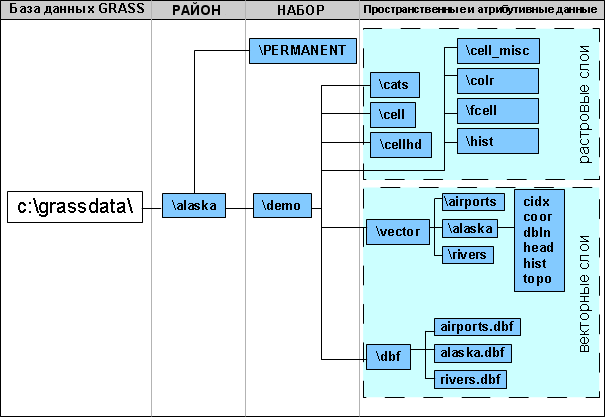 База данных GRASS
РАЙОН
НАБОР
Пространственные и атрибутивные данные
c:\grassdata\
\alaska
\PERMANENT
\demo
\cats
\cell
\cellhd
\cell_misc
\colr
\fcell
\hist
растровые слои
\vector
\airports
\alaska
\rivers
cidx
coor
dbln
head
hist
topo
векторные слои
\dbf
airports.dbf
alaska.dbf
rivers.dbf